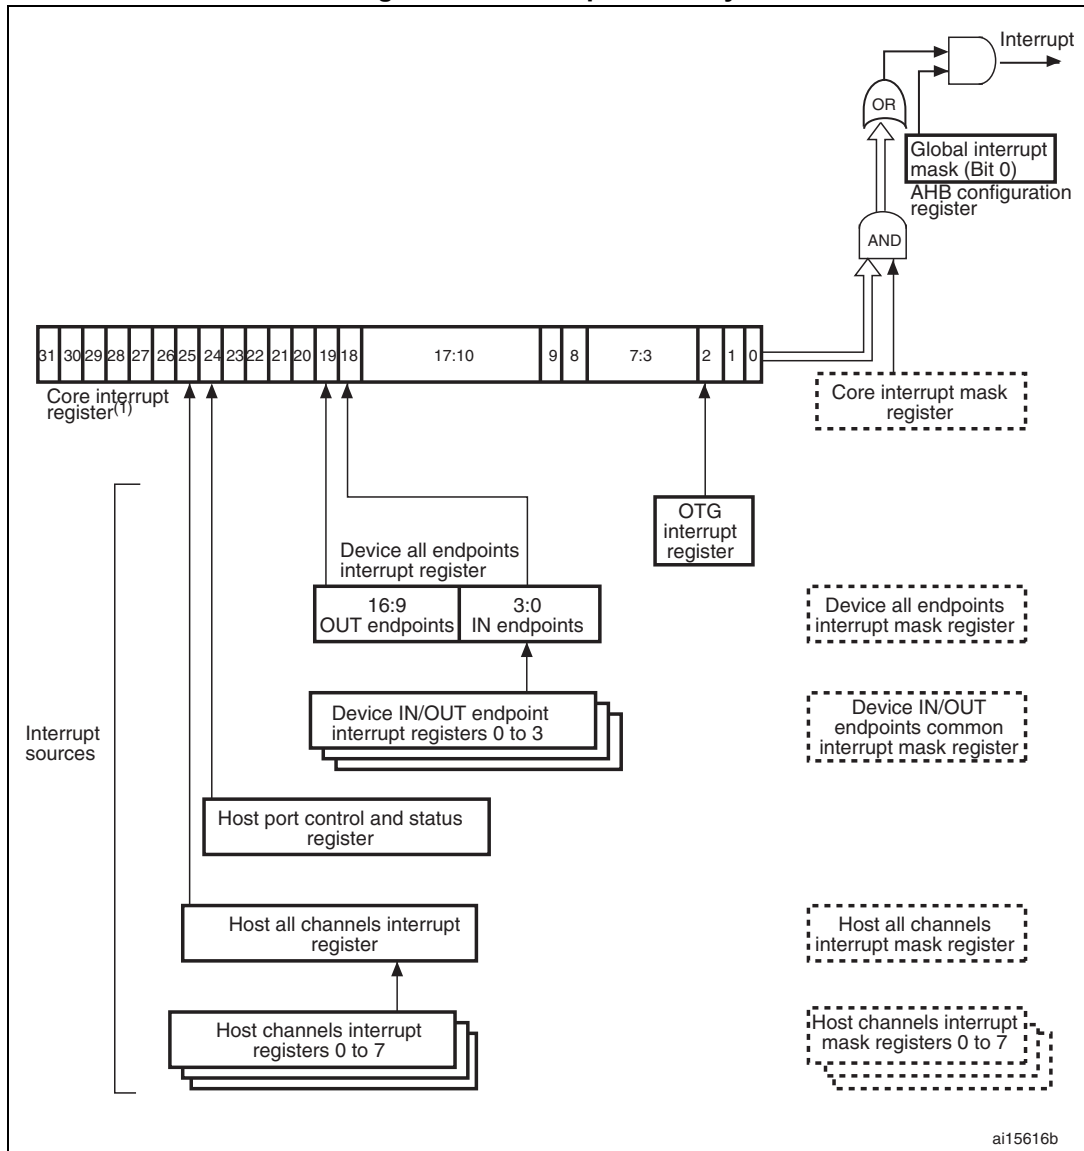 Interrupt
OR
Global interrupt
mask (Bit 0)
AHB configuration
register
AND
31 30 29 28 27 26 25 24 23 22 21 20 19 18 17:10 9 8 7:3 2 1 0
Core interrupt
register(1)
Core interrupt mask
register
OTG
interrupt
register
Device all endpoints
interrupt register
16:9
OUT endpoints
3:0
IN endpoints
Device all endpoints
interrupt mask register
Device IN/OUT endpoint
interrupt registers 0 to 3
Device IN/OUT
endpoints common
interrupt mask register
Interrupt
sources
Host port control and status
register
Host all channels interrupt
register
Host all channels
interrupt mask register
Host channels interrupt
registers 0 to 7
Host channels interrupt
mask registers 0 to 7
ai15616b